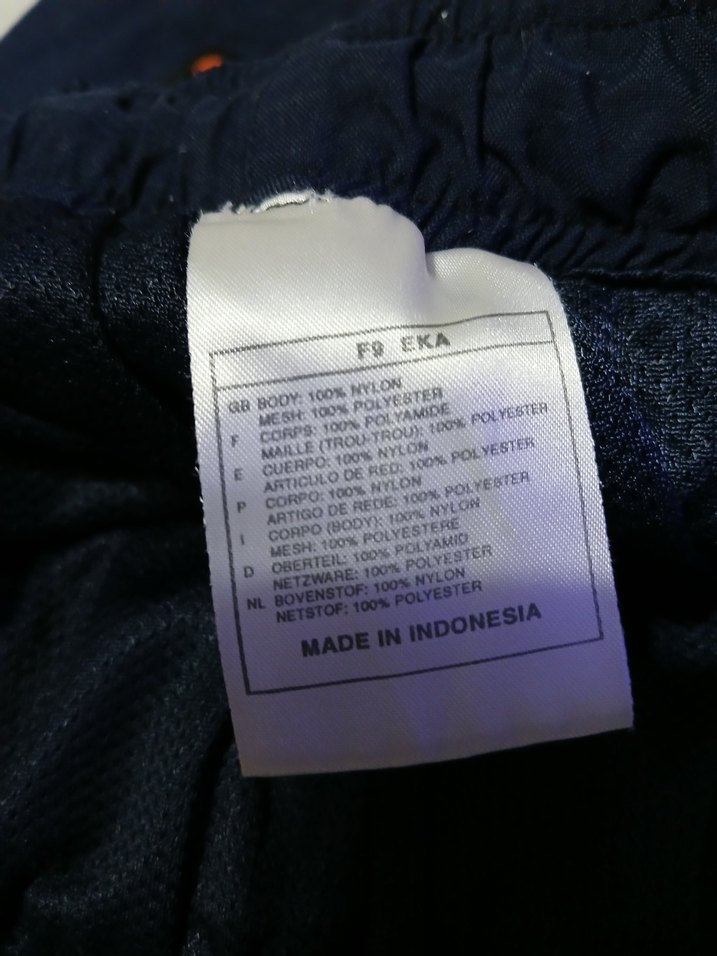 F9 EKA
GB BODY: 100% NYLON
MESH: 100% POLYESTER
F CORPS: 100% POLYAMIDE
MAILLE (TROU-TROU): 100% POLYESTER
E CUERPO: 100% NYLON
ARTICULO DE RED: 100% POLYESTER
P CORPO: 100% NYLON
ARTIGO DE REDE: 100% POLYESTER
I CORPO (BODY): 100% NYLON
MESH: 100% POLYESTERE
D OBERTEIL: 100% POLYAMID
NETZWARE: 100% POLYESTER
NL BOVENSTOF: 100% NYLON
NETSTOF: 100% POLYESTER
MADE IN INDONESIA